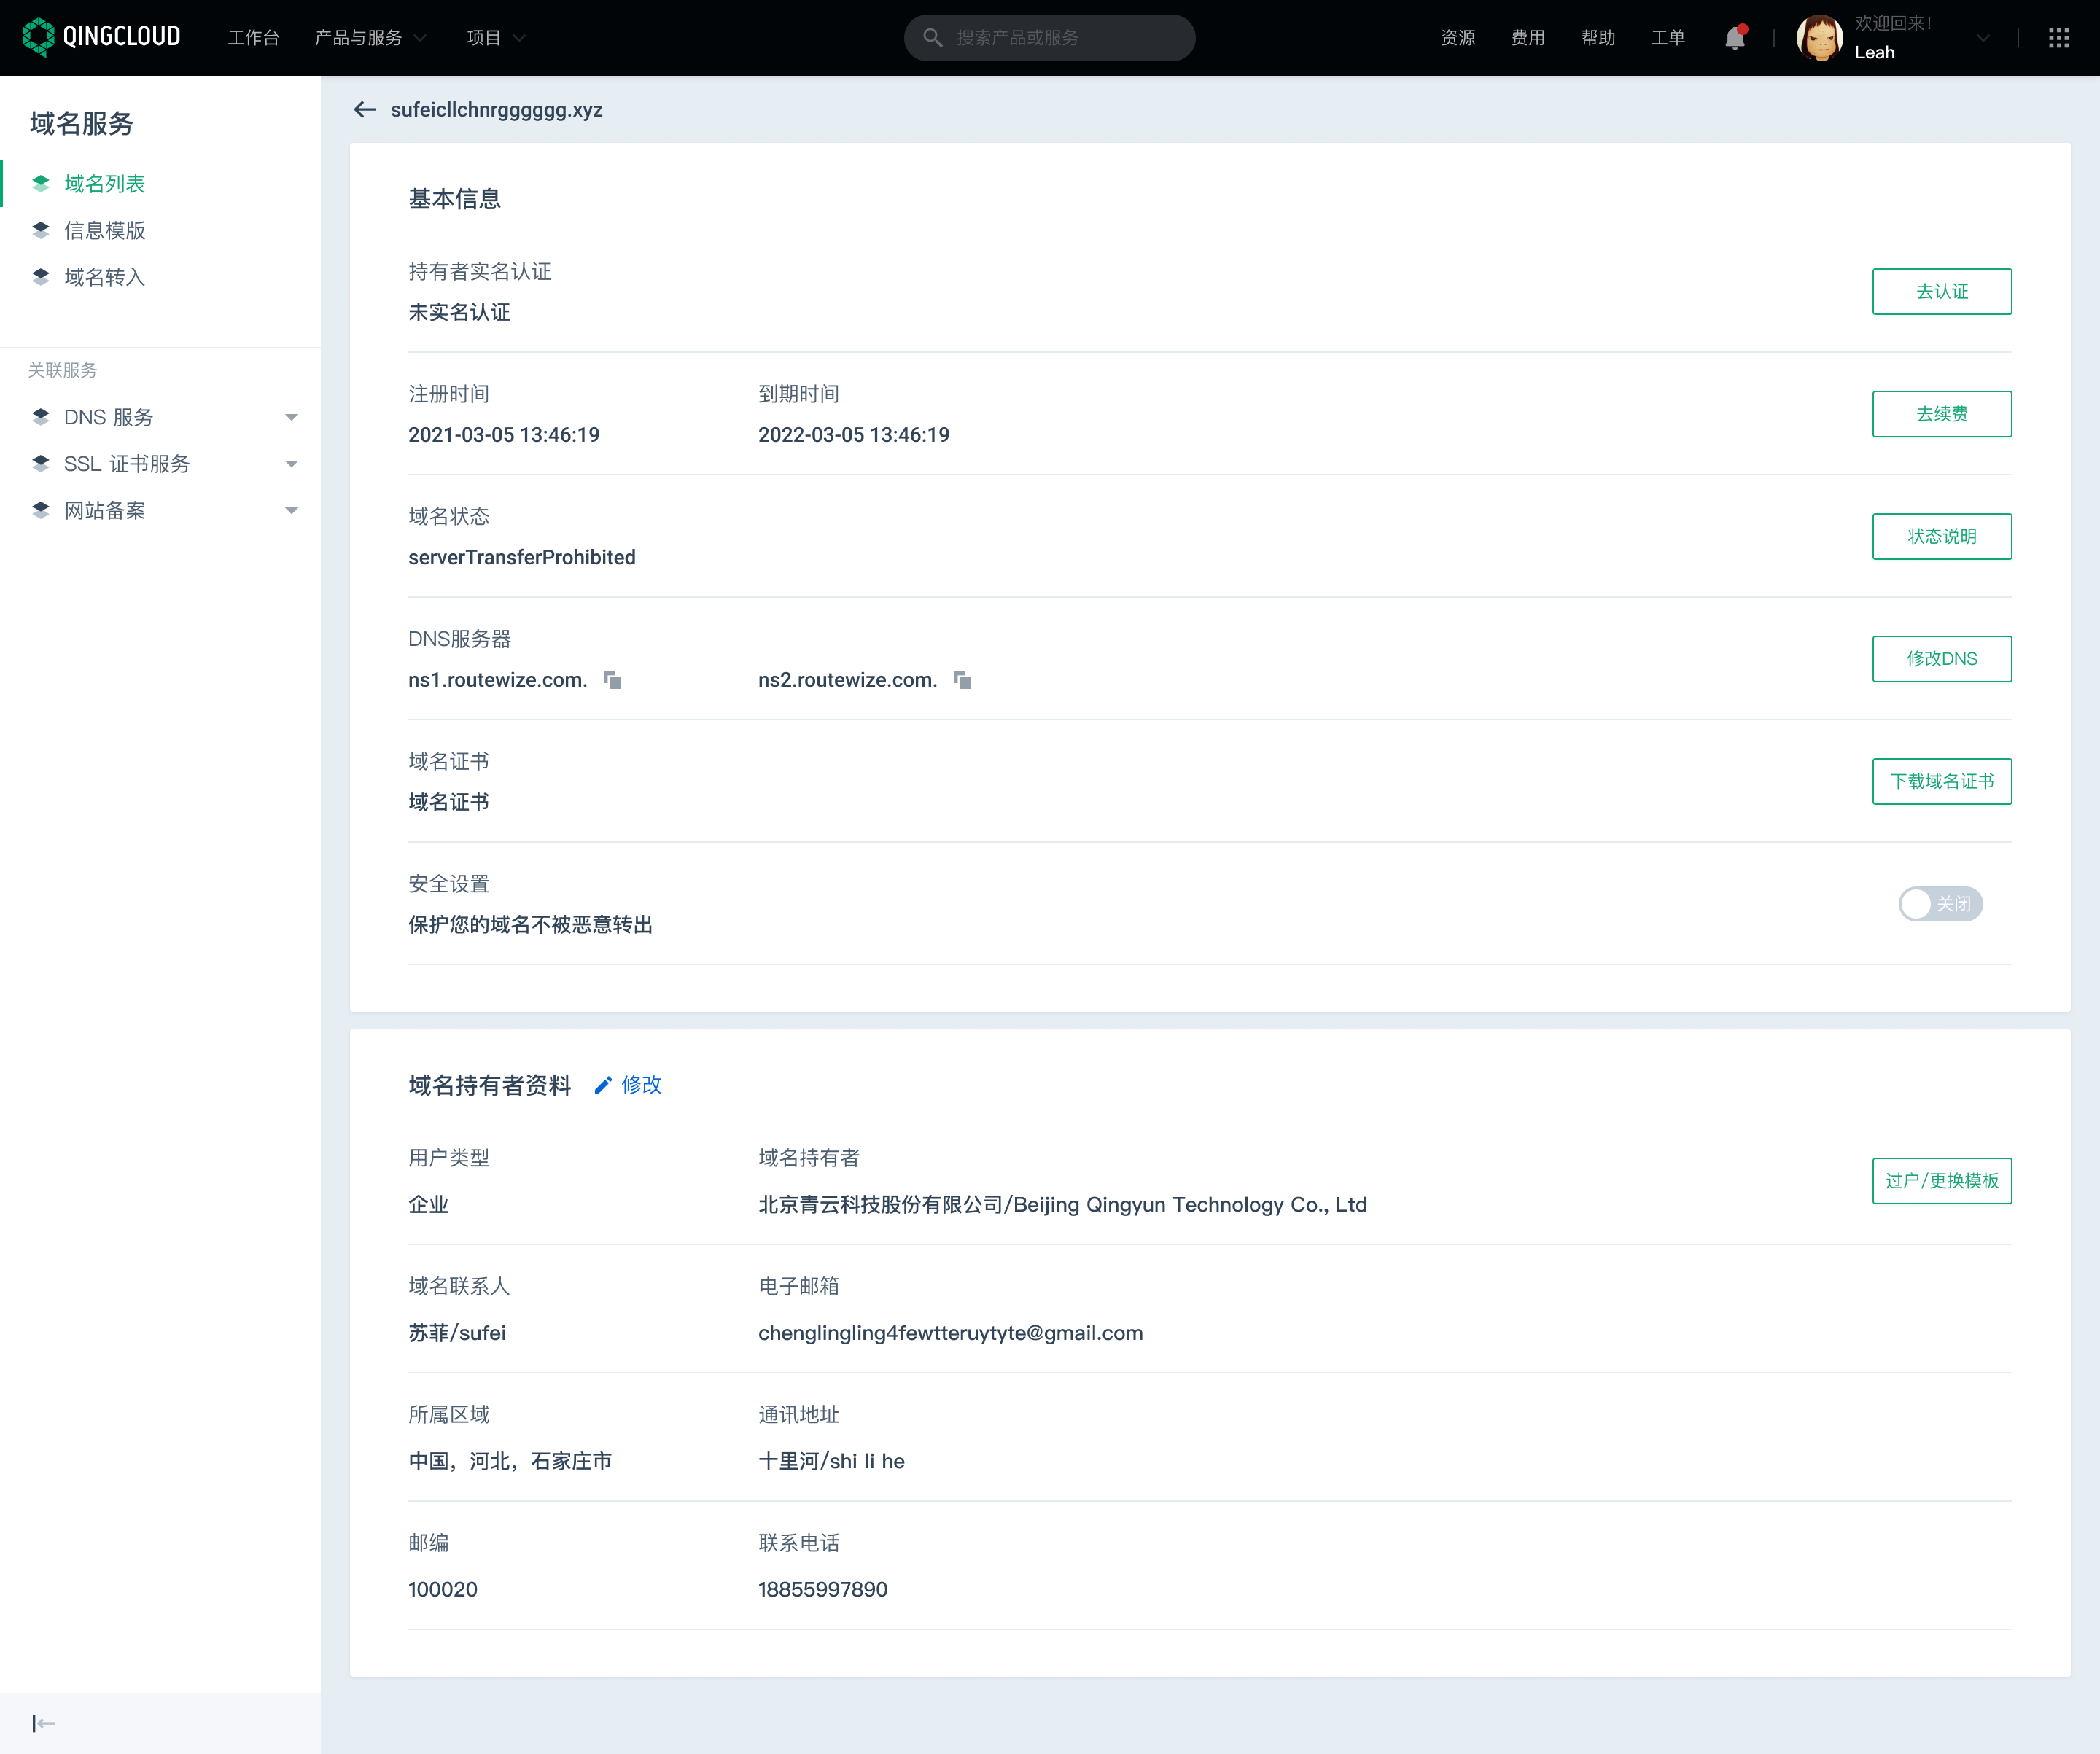 QINGCLOUD
工作台
产品与服务
项目
搜索产品或服务
资源
费用
帮助
工单
欢迎回来！
Leah
域名服务
域名列表
信息模版
域名转入
关联服务
DNS 服务
SSL 证书服务
网站备案
sufeicllchnrgggggg.xyz
基本信息
持有者实名认证
未实名认证
去认证
注册时间
到期时间
2021-03-05 13:46:19
2022-03-05 13:46:19
去续费
域名状态
serverTransferProhibited
状态说明
DNS服务器
ns1.routewize.com.
ns2.routewize.com.
修改DNS
域名证书
域名证书
下载域名证书
安全设置
保护您的域名不被恶意转出
关闭
域名持有者资料
修改
用户类型
域名持有者
企业
北京青云科技股份有限公司/Beijing Qingyun Technology Co., Ltd
过户/更换模板
域名联系人
电子邮箱
苏菲/sufei
chenglingling4fewtteruytyte@gmail.com
所属区域
通讯地址
中国，河北，石家庄市
十里河/shi li he
邮编
联系电话
100020
18855997890